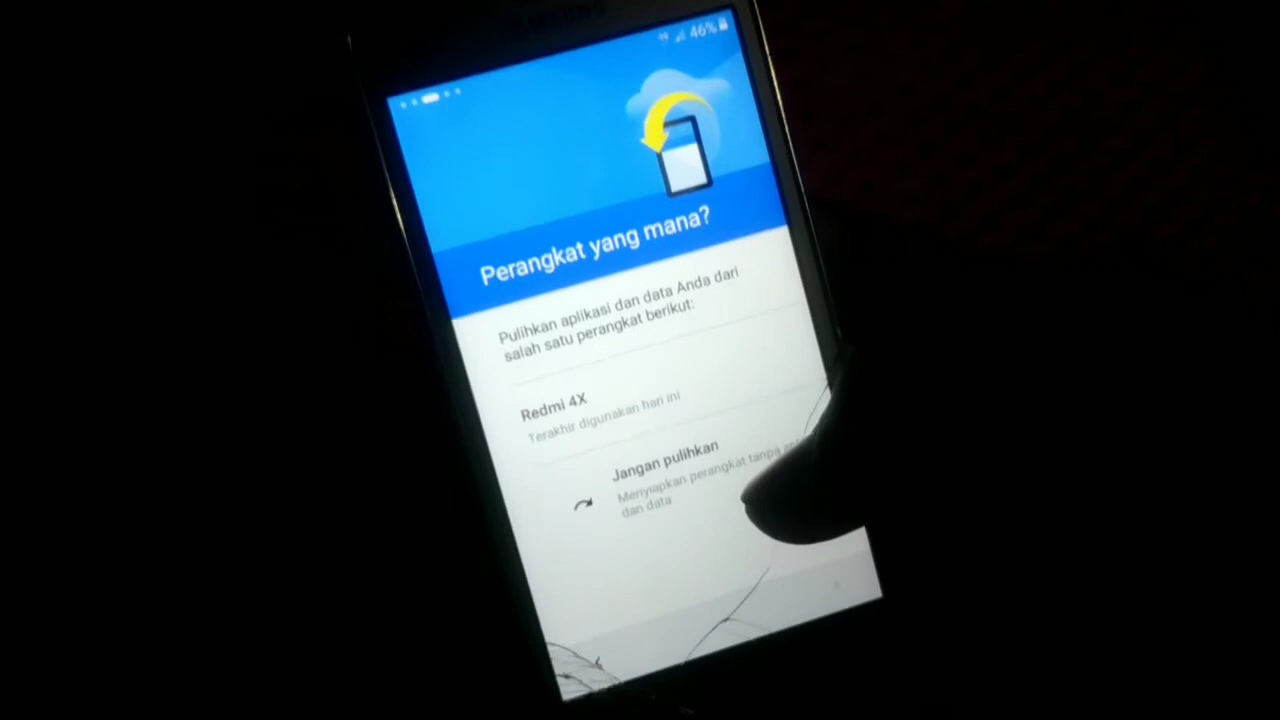 SAMSUNG
46%
Perangkat yang mana?
Pulihkan aplikasi dan data Anda dari
salah satu perangkat berikut:
Redmi 4X
Terakhir digunakan hari ini
Jangan pulihkan
Menyiapkan perangkat tanpa
dan data